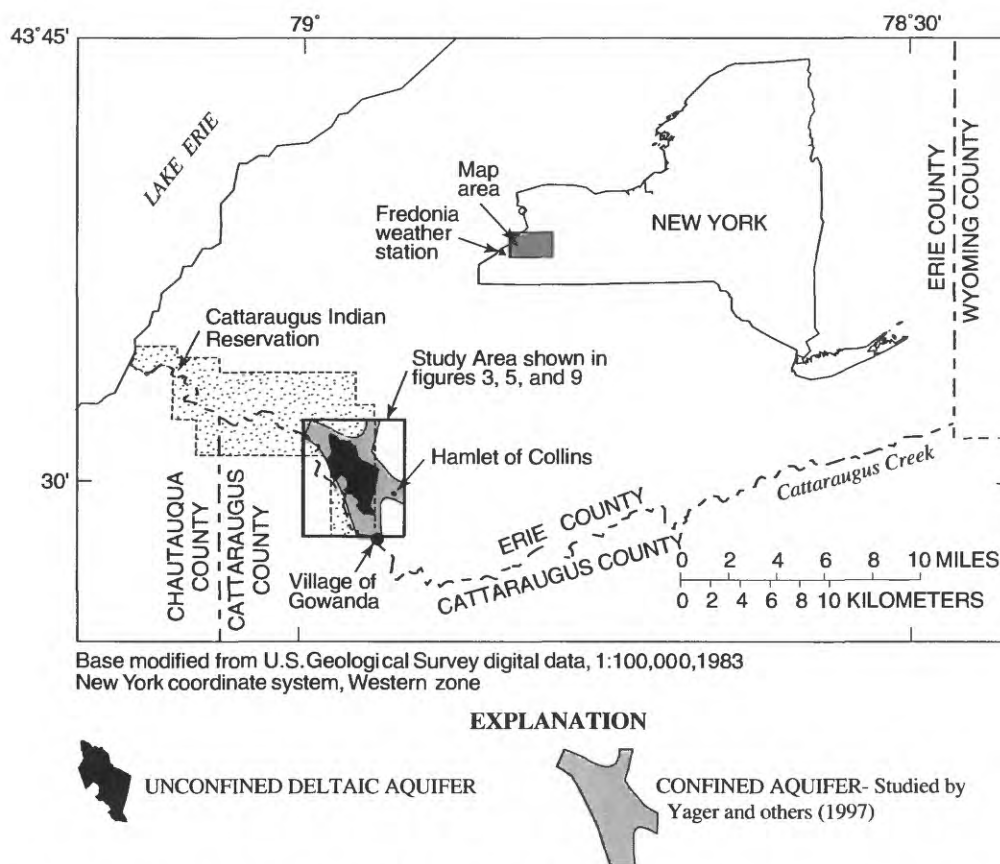 79°
78°30'
43°45'
LAKE ERIE
Map
area
Fredonia
weather
station
NEW YORK
ERIE COUNTY
WYOMING COUNTY
Cattaraugus Indian
Reservation
Study Area shown in
figures 3, 5, and 9
Hamlet of Collins
30'
Cattaraugus Creek
CHAUTAUQUA
COUNTY
CATTARAUGUS
COUNTY
ERIE COUNTY
CATTARAUGUS COUNTY
Village of
Gowanda
0 2 4 6 8 10 MILES
0 2 4 6 8 10 KILOMETERS
Base modified from U.S.Geological Survey digital data, 1:100,000,1983
New York coordinate system, Western zone
EXPLANATION
UNCONFINED DELTAIC AQUIFER
CONFINED AQUIFER- Studied by
Yager and others (1997)